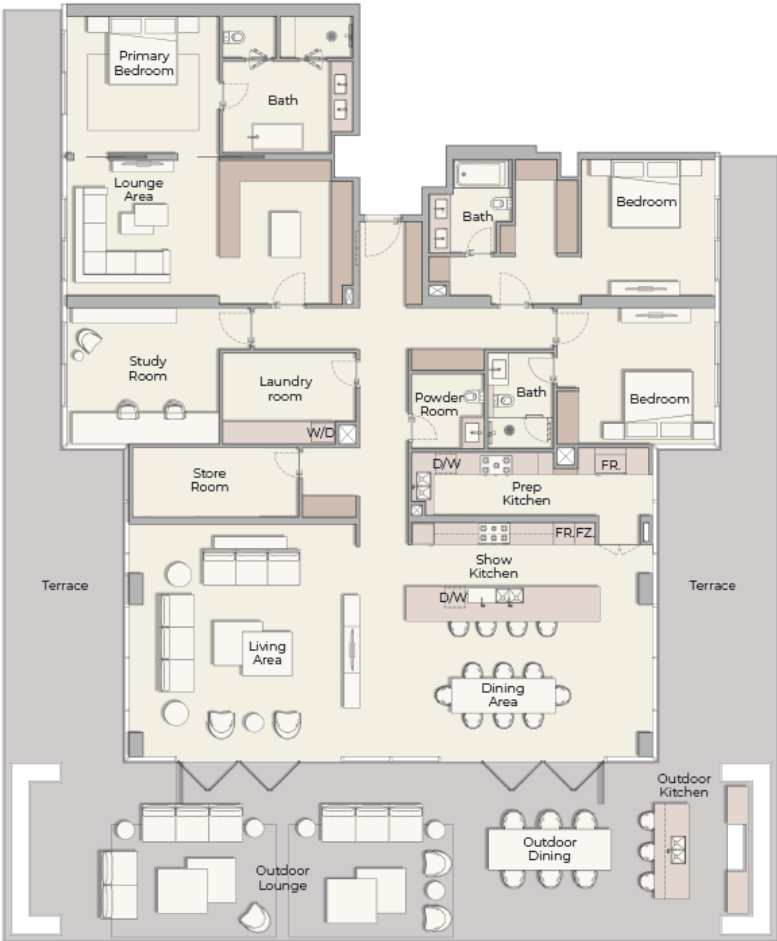 Primary
Bedroom
Bath
Lounge
Area
Bath
Bedroom
Study
Room
Laundry
room
W/D
Powder
Room
Bath
Bedroom
Store
Room
D/W
FR.
Prep
Kitchen
FR.FZ.
Show
Kitchen
D/W
Terrace
Terrace
Living
Area
Dining
Area
Outdoor
Kitchen
Outdoor
Dining
Outdoor
Lounge